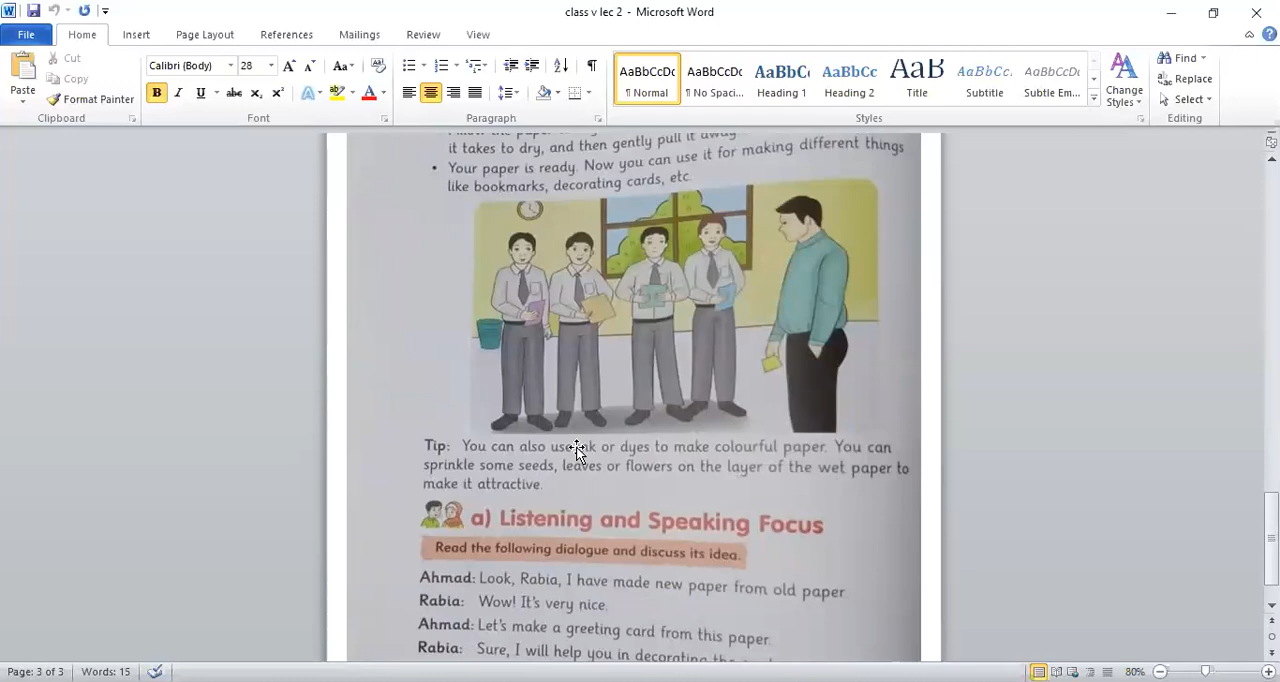 class v lec 2 - Microsoft Word
File Home Insert Page Layout References Mailings Review View
Paste
Cut
Copy
Format Painter
Clipboard
Calibri (Body) 28
Font
Paragraph
AaBbCcDc AaBbCcDc AaBbC AaBbCc AaB AaBbCc. AaBbCcDc
¶ Normal ¶ No Spaci... Heading 1 Heading 2 Title Subtitle Subtle Em...
Styles
Change
Styles
Find
Replace
Select
Editing
it takes to dry, and then gently pull it away
• Your paper is ready. Now you can use it for making different things
like bookmarks, decorating cards, etc.
Tip: You can also use or dyes to make colourful paper. You can
sprinkle some seeds, leaves or flowers on the layer of the wet paper to
make it attractive.
a) Listening and Speaking Focus
Read the following dialogue and discuss its idea.
Ahmad: Look, Rabia, I have made new paper from old paper
Rabia: Wow! It's very nice.
Ahmad: Let's make a greeting card from this paper.
Rabia: Sure, I will help you in decorating
Page: 3 of 3 Words: 15 80%